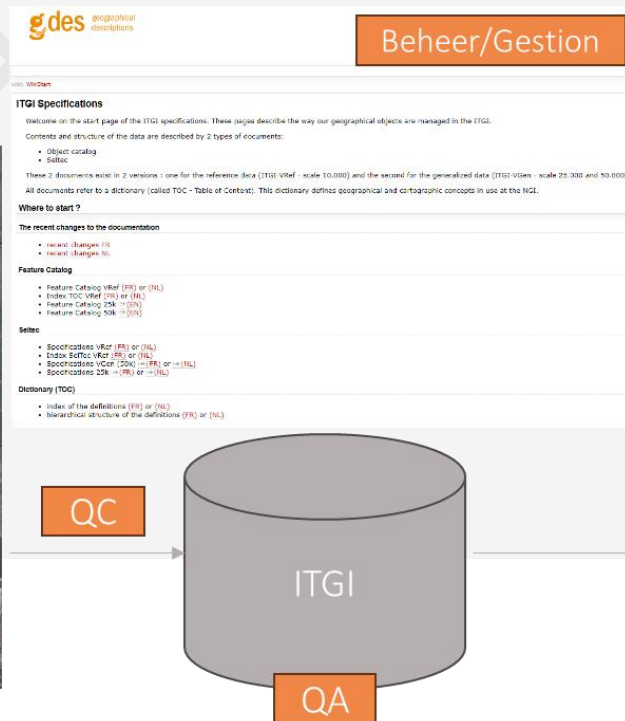 g.des geographical
descriptions
Beheer/Gestion
wiki: WikiStart
ITGI Specifications
Welcome on the start page of the ITGI specifications. These pages describe the way our geographical objects are managed in the ITGI.
Contents and structure of the data are described by 2 types of documents:
• Object catalog
• Seltec
These 2 documents exist in 2 versions : one for the reference data (ITGI-VRef - scale 10.000) and the second for the generalized data (ITGI-VGen - scale 25.000 and 50.000
All documents refer to a dictionary (called TOC - Table of Content). This dictionary defines geographical and cartographic concepts in use at the NGI.
Where to start ?
The recent changes to the documentation
• recent changes FR
• recent changes NL
Feature Catalog
• Feature Catalog VRef (FR) or (NL)
• Index TOC VRef (FR) or (NL)
• Feature Catalog 25k (EN)
• Feature Catalog 50k (EN)
Seltec
• Specifications VRef (FR) or (NL)
• Index SelTec VRef (FR) or (NL)
• Specifications VGen (50k) (FR) or (NL)
• Specifications 25k (FR) or (NL)
Dictionary (TOC)
• index of the definitions (FR) or (NL)
• hierarchical structure of the definitions (FR) or (NL)
QC
ITGI
QA